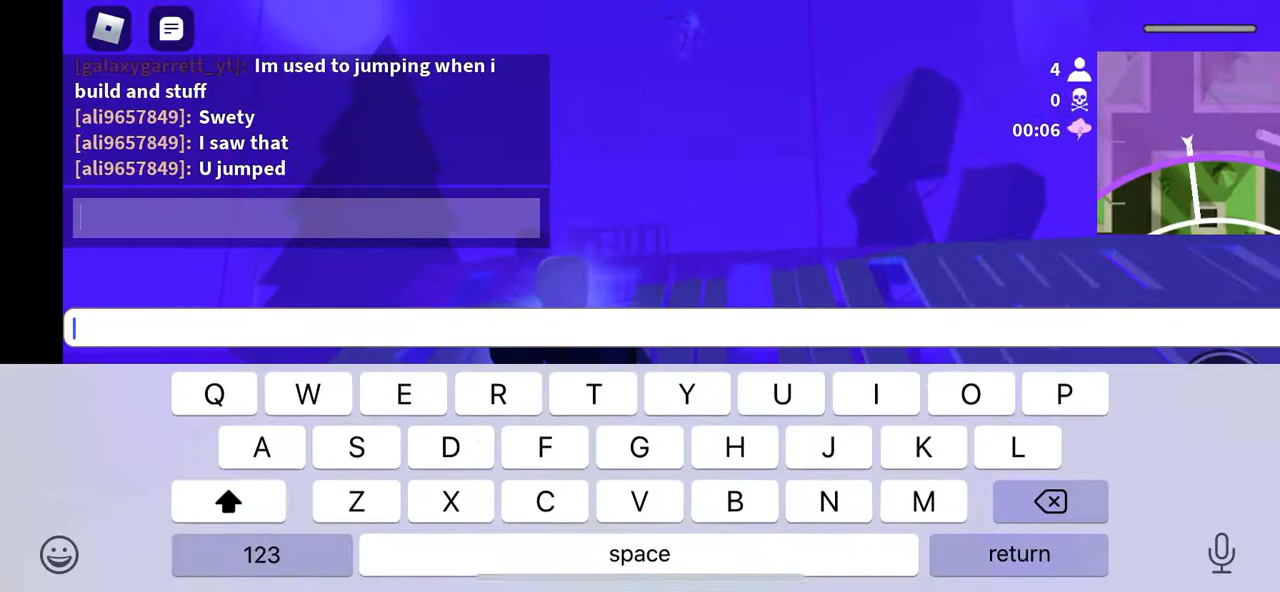 [galaxygarrett_yt]: Im used to jumping when i
build and stuff
[ali9657849]: Swety
[ali9657849]: I saw that
[ali9657849]: U jumped
4
0
00:06
Q W E R T Y U I O P
A S D F G H J K L
Z X C V B N M
123 space return